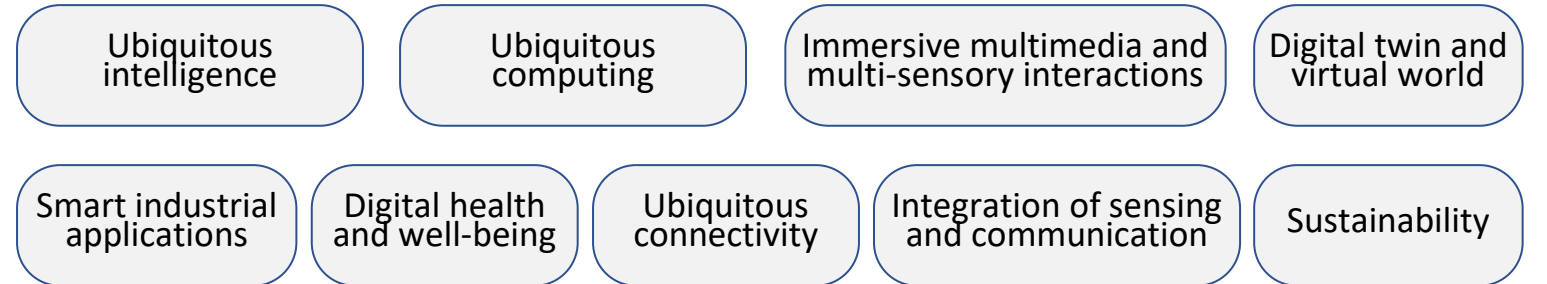 Ubiquitous
intelligence
Ubiquitous
computing
Immersive multimedia and
multi-sensory interactions
Digital twin and
virtual world
Smart industrial
applications
Digital health
and well-being
Ubiquitous
connectivity
Integration of sensing
and communication
Sustainability